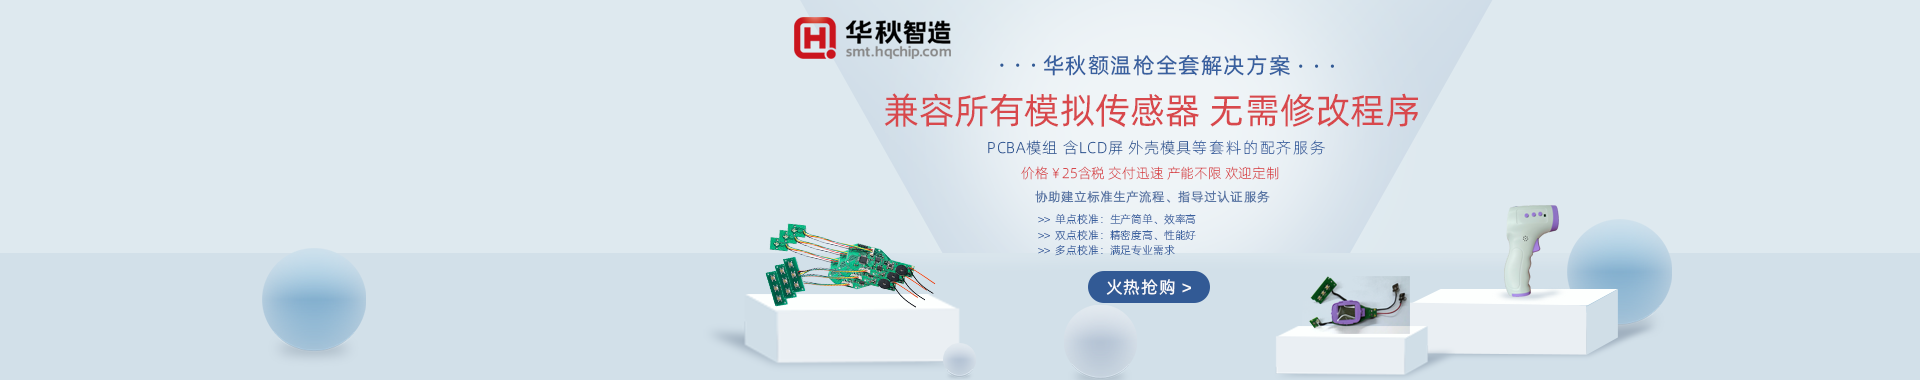 华秋智造
smt.hqchip.com
···华秋额温枪全套解决方案···
兼容所有模拟传感器 无需修改程序
PCBA模组 含LCD屏 外壳模具等套料的配齐服务
价格￥25含税 交付迅速 产能不限 欢迎定制
协助建立标准生产流程、指导过认证服务
>> 单点校准：生产简单、效率高
>> 双点校准：精密度高、性能好
>> 多点校准：满足专业需求
火热抢购 >